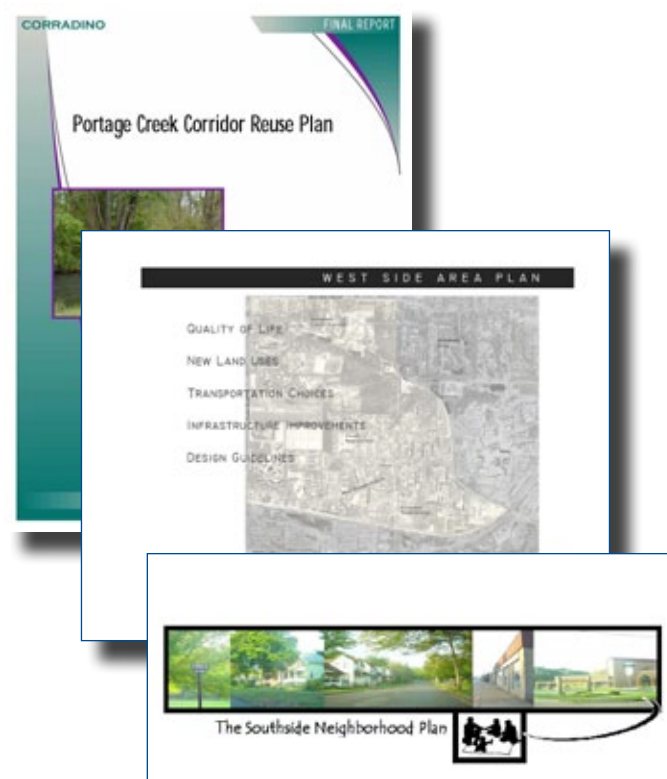 CORRADINO
FINAL REPORT
Portage Creek Corridor Reuse Plan
WEST SIDE AREA PLAN
QUALITY OF LIFE
NEW LAND USES
TRANSPORTATION CHOICES
INFRASTRUCTURE IMPROVEMENTS
DESIGN GUIDELINES
The Southside Neighborhood Plan